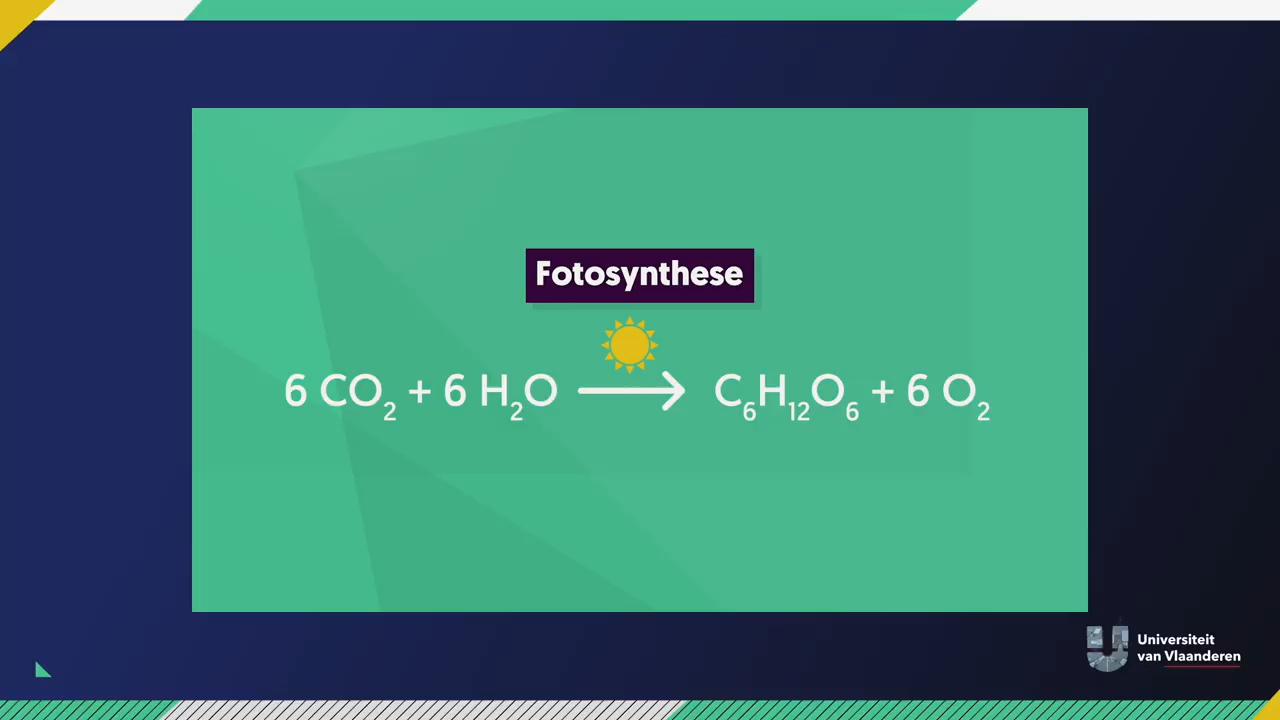 Fotosynthese
6 CO₂ + 6 H₂O ⟶ C₆H₁₂O₆ + 6 O₂
Universiteit
van Vlaanderen